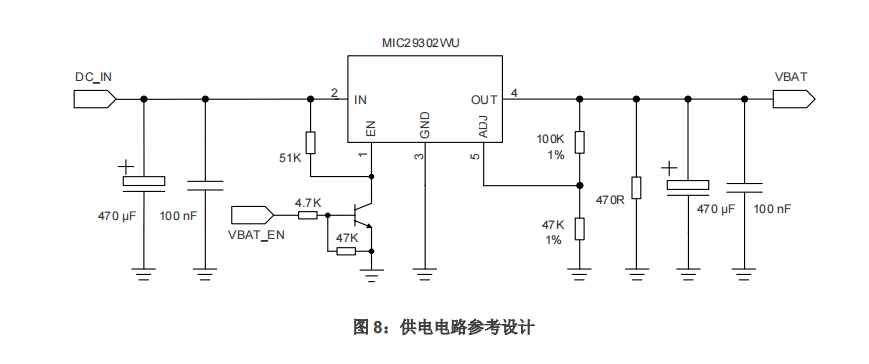 MIC29302WU
DC_IN
VBAT
2
IN
OUT
4
EN
GND
ADJ
1
3
5
51K
100K
1%
470R
470 µF
100 nF
4.7K
VBAT_EN
47K
47K
1%
470 µF
100 nF
图 8：供电电路参考设计